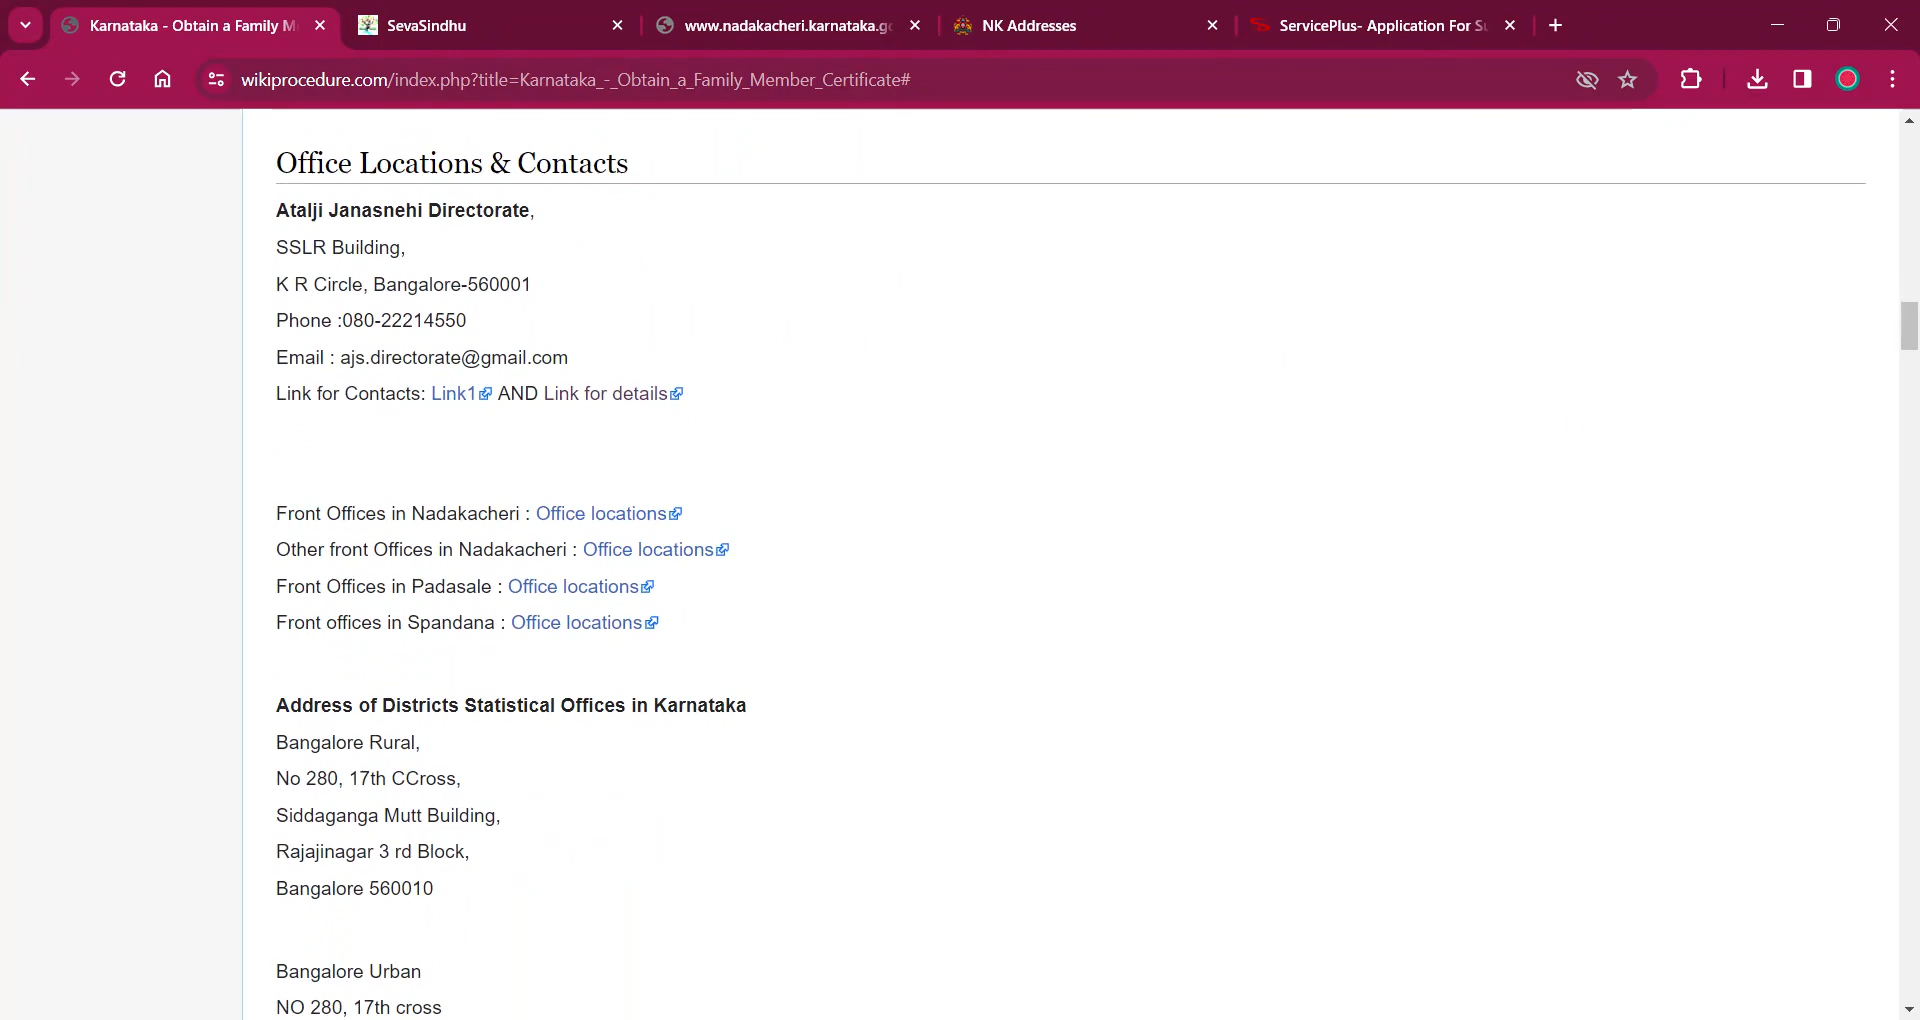 Karnataka - Obtain a Family M
SevaSindhu
www.nadakacheri.karnataka.go
NK Addresses
ServicePlus- Application For Su
wikiprocedure.com/index.php?title=Karnataka_-_Obtain_a_Family_Member_Certificate#
Office Locations & Contacts
Atalji Janasnehi Directorate,
SSLR Building,
K R Circle, Bangalore-560001
Phone :080-22214550
Email : ajs.directorate@gmail.com
Link for Contacts: Link1 AND Link for details
Front Offices in Nadakacheri : Office locations
Other front Offices in Nadakacheri : Office locations
Front Offices in Padasale : Office locations
Front offices in Spandana : Office locations
Address of Districts Statistical Offices in Karnataka
Bangalore Rural,
No 280, 17th CCross,
Siddaganga Mutt Building,
Rajajinagar 3 rd Block,
Bangalore 560010
Bangalore Urban
NO 280, 17th cross